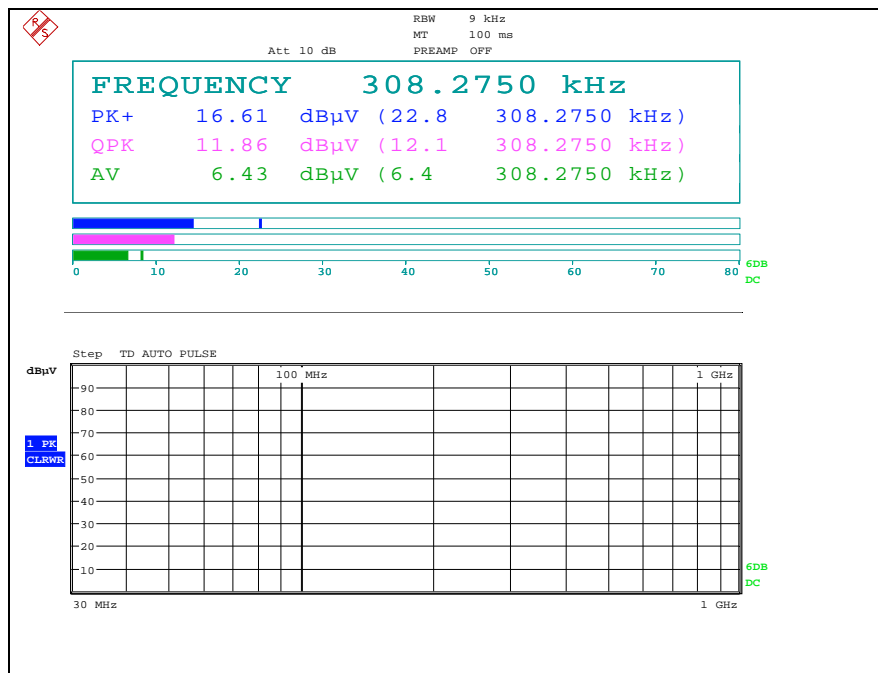 R
S
RBW 9 kHz
MT 100 ms
Att 10 dB PREAMP OFF
FREQUENCY 308.2750 kHz
PK+ 16.61 dBµV (22.8 308.2750 kHz)
QPK 11.86 dBµV (12.1 308.2750 kHz)
AV 6.43 dBµV (6.4 308.2750 kHz)
0 10 20 30 40 50 60 70 80
6DB
DC
Step TD AUTO PULSE
dBµV
100 MHz 1 GHz
90
80
70
1 PK
CLRWR
60
50
40
30
20
10
6DB
DC
30 MHz 1 GHz